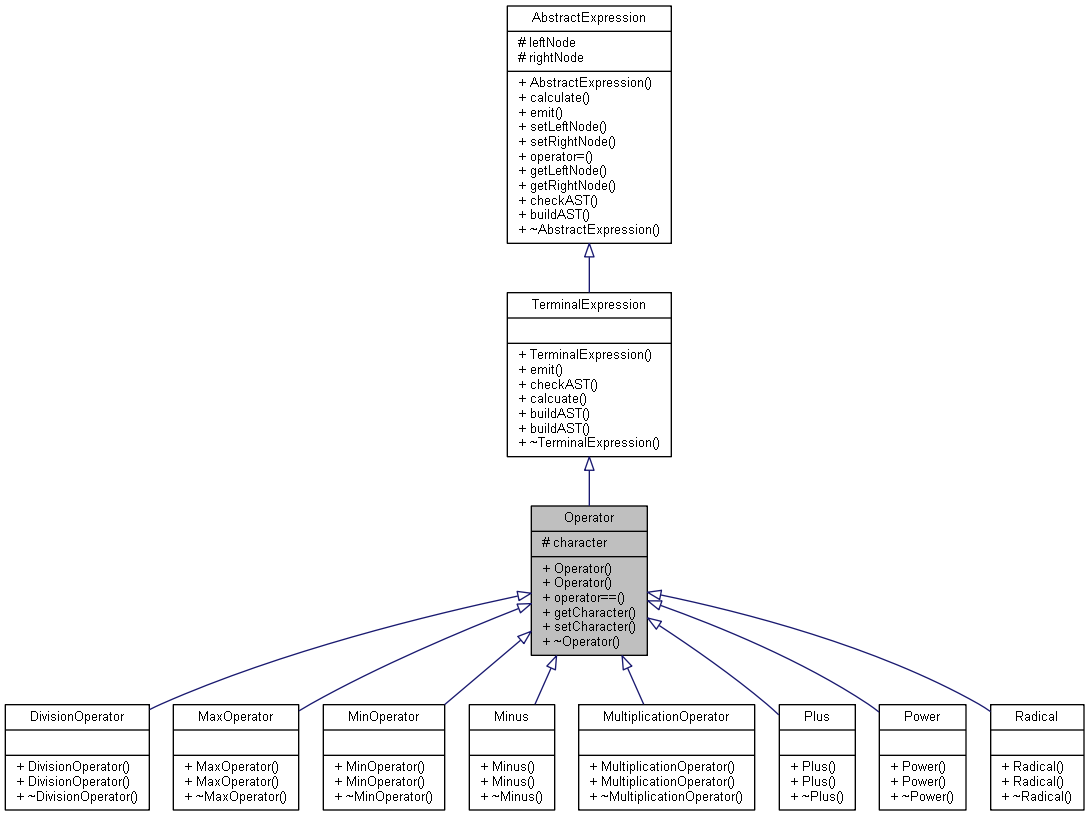 AbstractExpression
# leftNode
# rightNode
+ AbstractExpression()
+ calculate()
+ emit()
+ setLeftNode()
+ setRightNode()
+ operator=()
+ getLeftNode()
+ getRightNode()
+ checkAST()
+ buildAST()
+ ~AbstractExpression()
TerminalExpression
+ TerminalExpression()
+ emit()
+ checkAST()
+ calcuate()
+ buildAST()
+ buildAST()
+ ~TerminalExpression()
Operator
# character
+ Operator()
+ Operator()
+ operator==()
+ getCharacter()
+ setCharacter()
+ ~Operator()
DivisionOperator
+ DivisionOperator()
+ DivisionOperator()
+ ~DivisionOperator()
MaxOperator
+ MaxOperator()
+ MaxOperator()
+ ~MaxOperator()
MinOperator
+ MinOperator()
+ MinOperator()
+ ~MinOperator()
Minus
+ Minus()
+ Minus()
+ ~Minus()
MultiplicationOperator
+ MultiplicationOperator()
+ MultiplicationOperator()
+ ~MultiplicationOperator()
Plus
+ Plus()
+ Plus()
+ ~Plus()
Power
+ Power()
+ Power()
+ ~Power()
Radical
+ Radical()
+ Radical()
+ ~Radical()